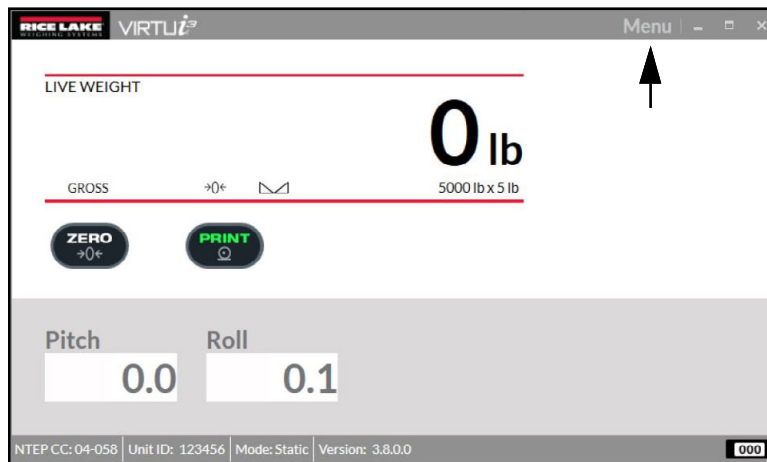 RICE LAKE VIRTUi³ Menu
WEIGHING SYSTEMS
LIVE WEIGHT
0 lb
GROSS →0← 5000 lb x 5 lb
ZERO PRINT
→0←
Pitch Roll
0.0 0.1
NTEP CC: 04-058 Unit ID: 123456 Mode: Static Version: 3.8.0.0 000